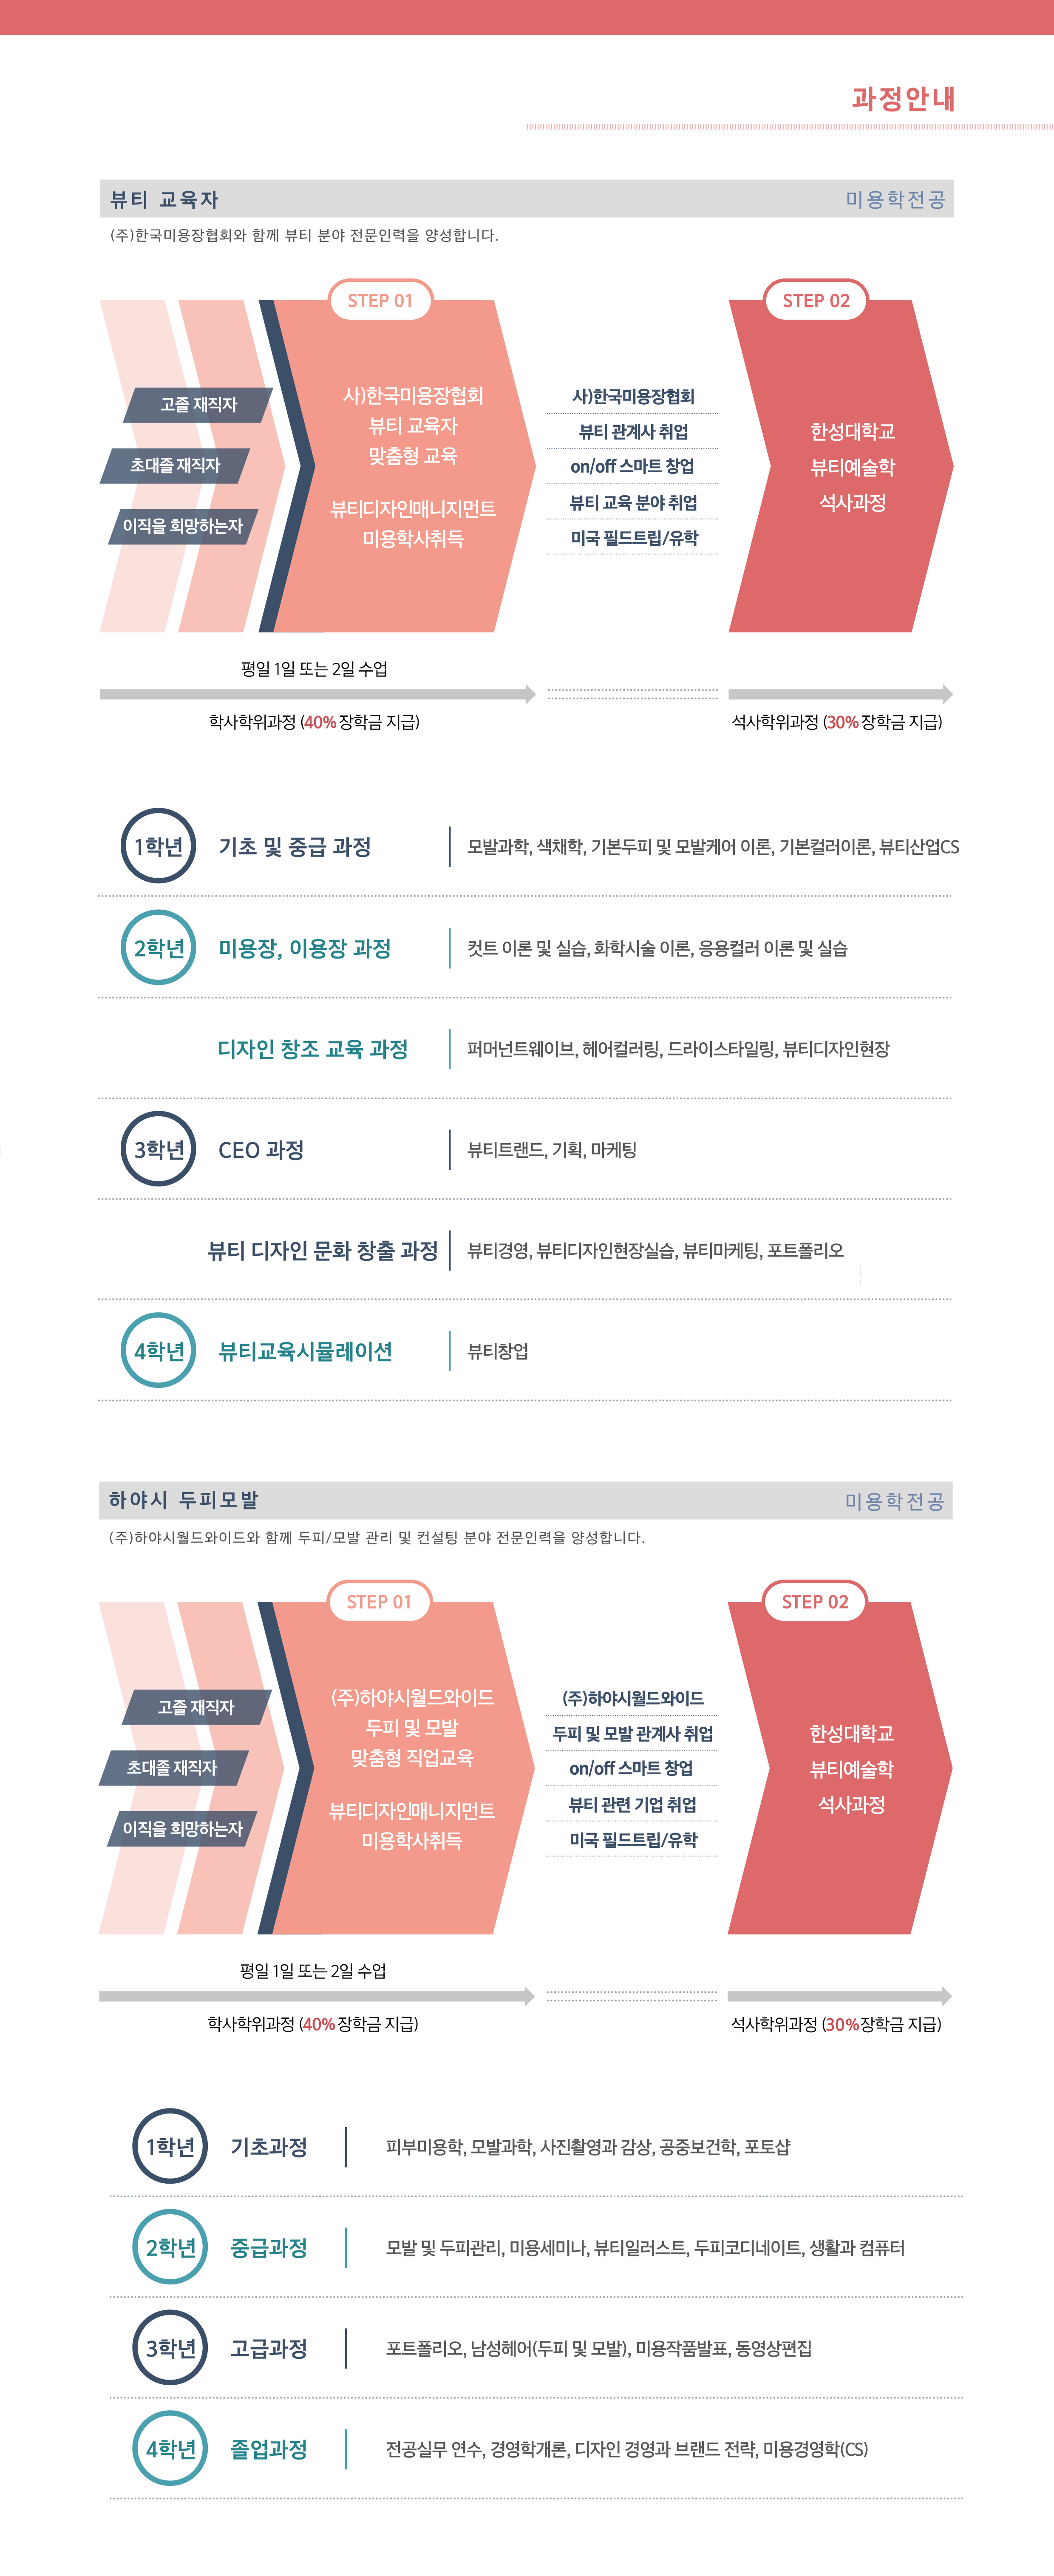 과정안내
뷰티 교육자
미용학전공
(주)한국미용장협회와 함께 뷰티 분야 전문인력을 양성합니다.
STEP 01
STEP 02
고졸 재직자
초대졸 재직자
이직을 희망하는자
사)한국미용장협회
뷰티 교육자
맞춤형 교육
뷰티디자인매니지먼트
미용학사취득
사)한국미용장협회
뷰티 관계사 취업
on/off 스마트 창업
뷰티 교육 분야 취업
미국 필드트립/유학
한성대학교
뷰티예술학
석사과정
평일 1일 또는 2일 수업
학사학위과정 (40% 장학금 지급)
석사학위과정 (30% 장학금 지급)
1학년 기초 및 중급 과정 모발과학, 색채학, 기본두피 및 모발케어 이론, 기본컬러이론, 뷰티산업CS
2학년 미용장, 이용장 과정 컷트 이론 및 실습, 화학시술 이론, 응용컬러 이론 및 실습
디자인 창조 교육 과정 퍼머넌트웨이브, 헤어컬러링, 드라이스타일링, 뷰티디자인현장
3학년 CEO 과정 뷰티트랜드, 기획, 마케팅
뷰티 디자인 문화 창출 과정 뷰티경영, 뷰티디자인현장실습, 뷰티마케팅, 포트폴리오
4학년 뷰티교육시뮬레이션 뷰티창업
하야시 두피모발
미용학전공
(주)하야시월드와이드와 함께 두피/모발 관리 및 컨설팅 분야 전문인력을 양성합니다.
STEP 01
STEP 02
고졸 재직자
초대졸 재직자
이직을 희망하는자
(주)하야시월드와이드
두피 및 모발
맞춤형 직업교육
뷰티디자인매니지먼트
미용학사취득
(주)하야시월드와이드
두피 및 모발 관계사 취업
on/off 스마트 창업
뷰티 관련 기업 취업
미국 필드트립/유학
한성대학교
뷰티예술학
석사과정
평일 1일 또는 2일 수업
학사학위과정 (40% 장학금 지급)
석사학위과정 (30%장학금 지급)
1학년 기초과정 피부미용학, 모발과학, 사진촬영과 감상, 공중보건학, 포토샵
2학년 중급과정 모발 및 두피관리, 미용세미나, 뷰티일러스트, 두피코디네이트, 생활과 컴퓨터
3학년 고급과정 포트폴리오, 남성헤어(두피 및 모발), 미용작품발표, 동영상편집
4학년 졸업과정 전공실무 연수, 경영학개론, 디자인 경영과 브랜드 전략, 미용경영학(CS)